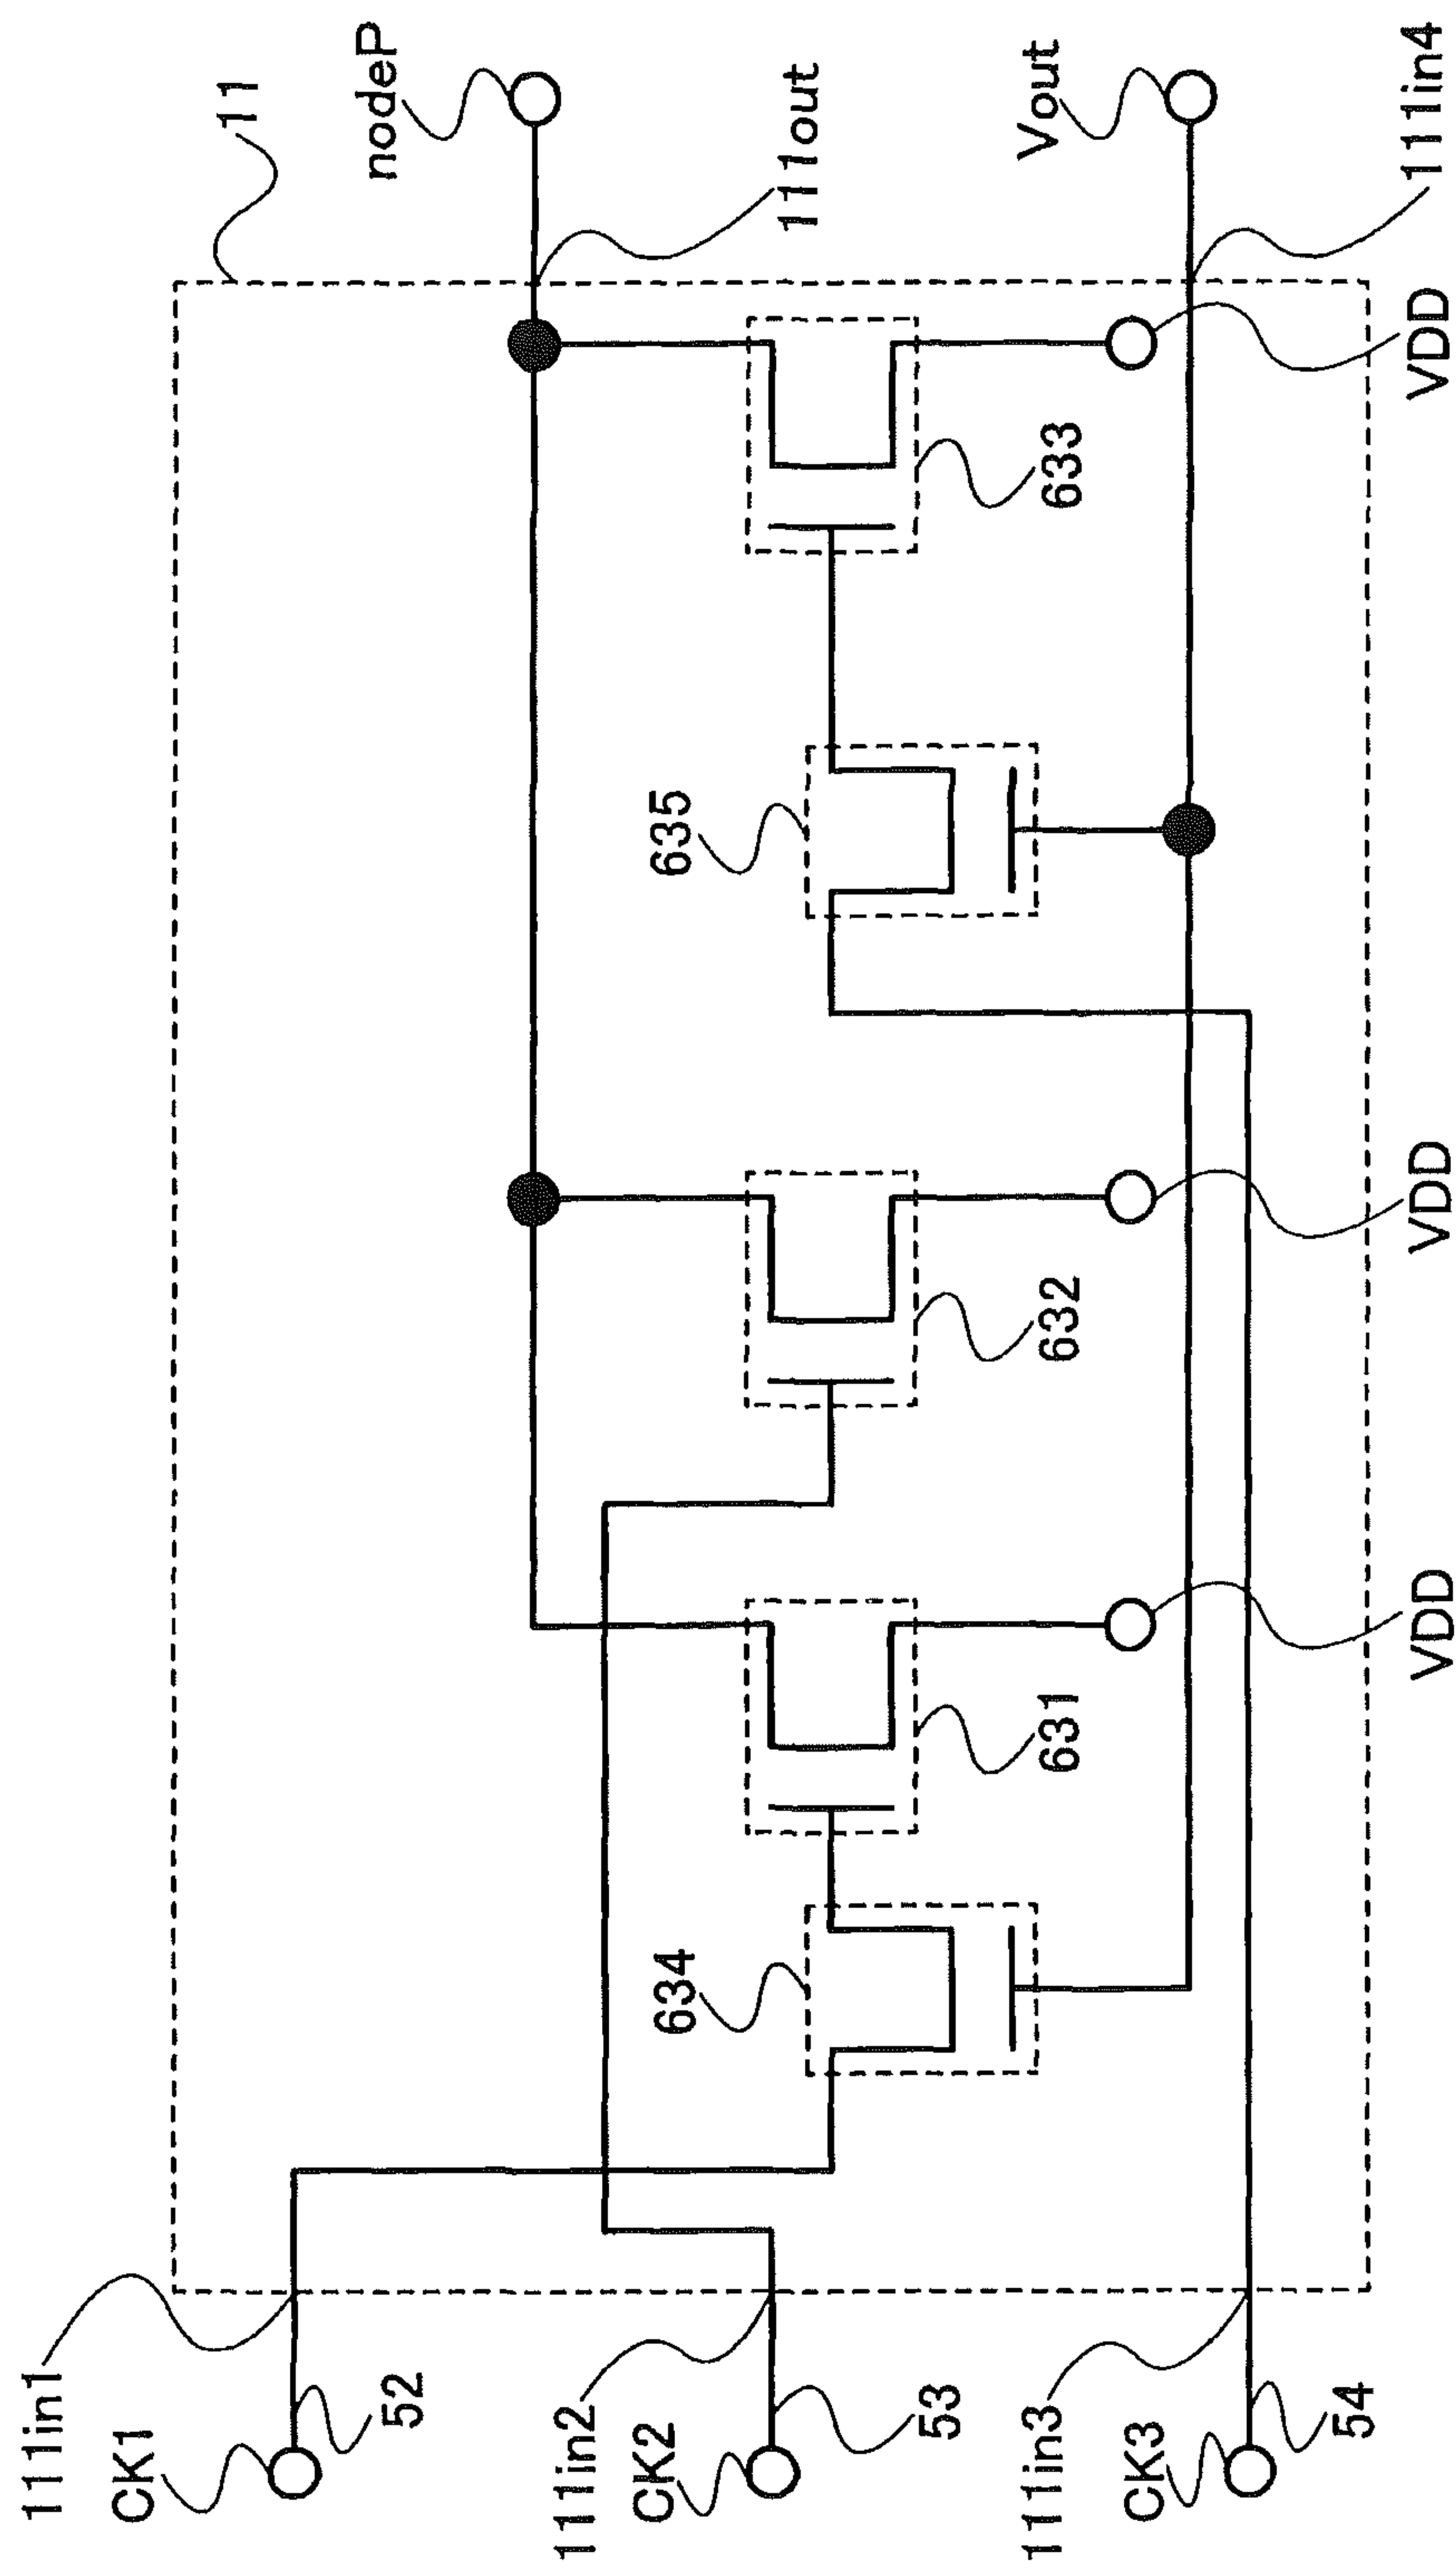 111in1
CK1
52
111in2
CK2
53
111in3
CK3
54
634
631
632
635
633
VDD
VDD
VDD
11
nodeP
111out
Vout
111in4